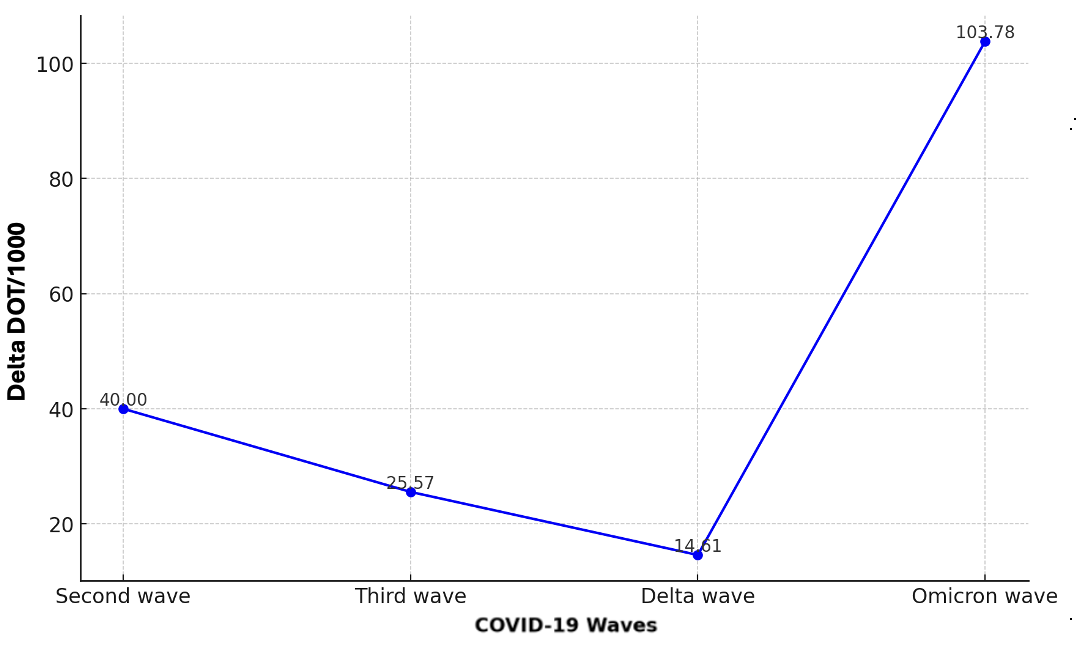 103.78
100
80
60
40
20
Delta DOT/1000
40.00
25.57
14.61
Second wave
Third wave
Delta wave
Omicron wave
COVID-19 Waves